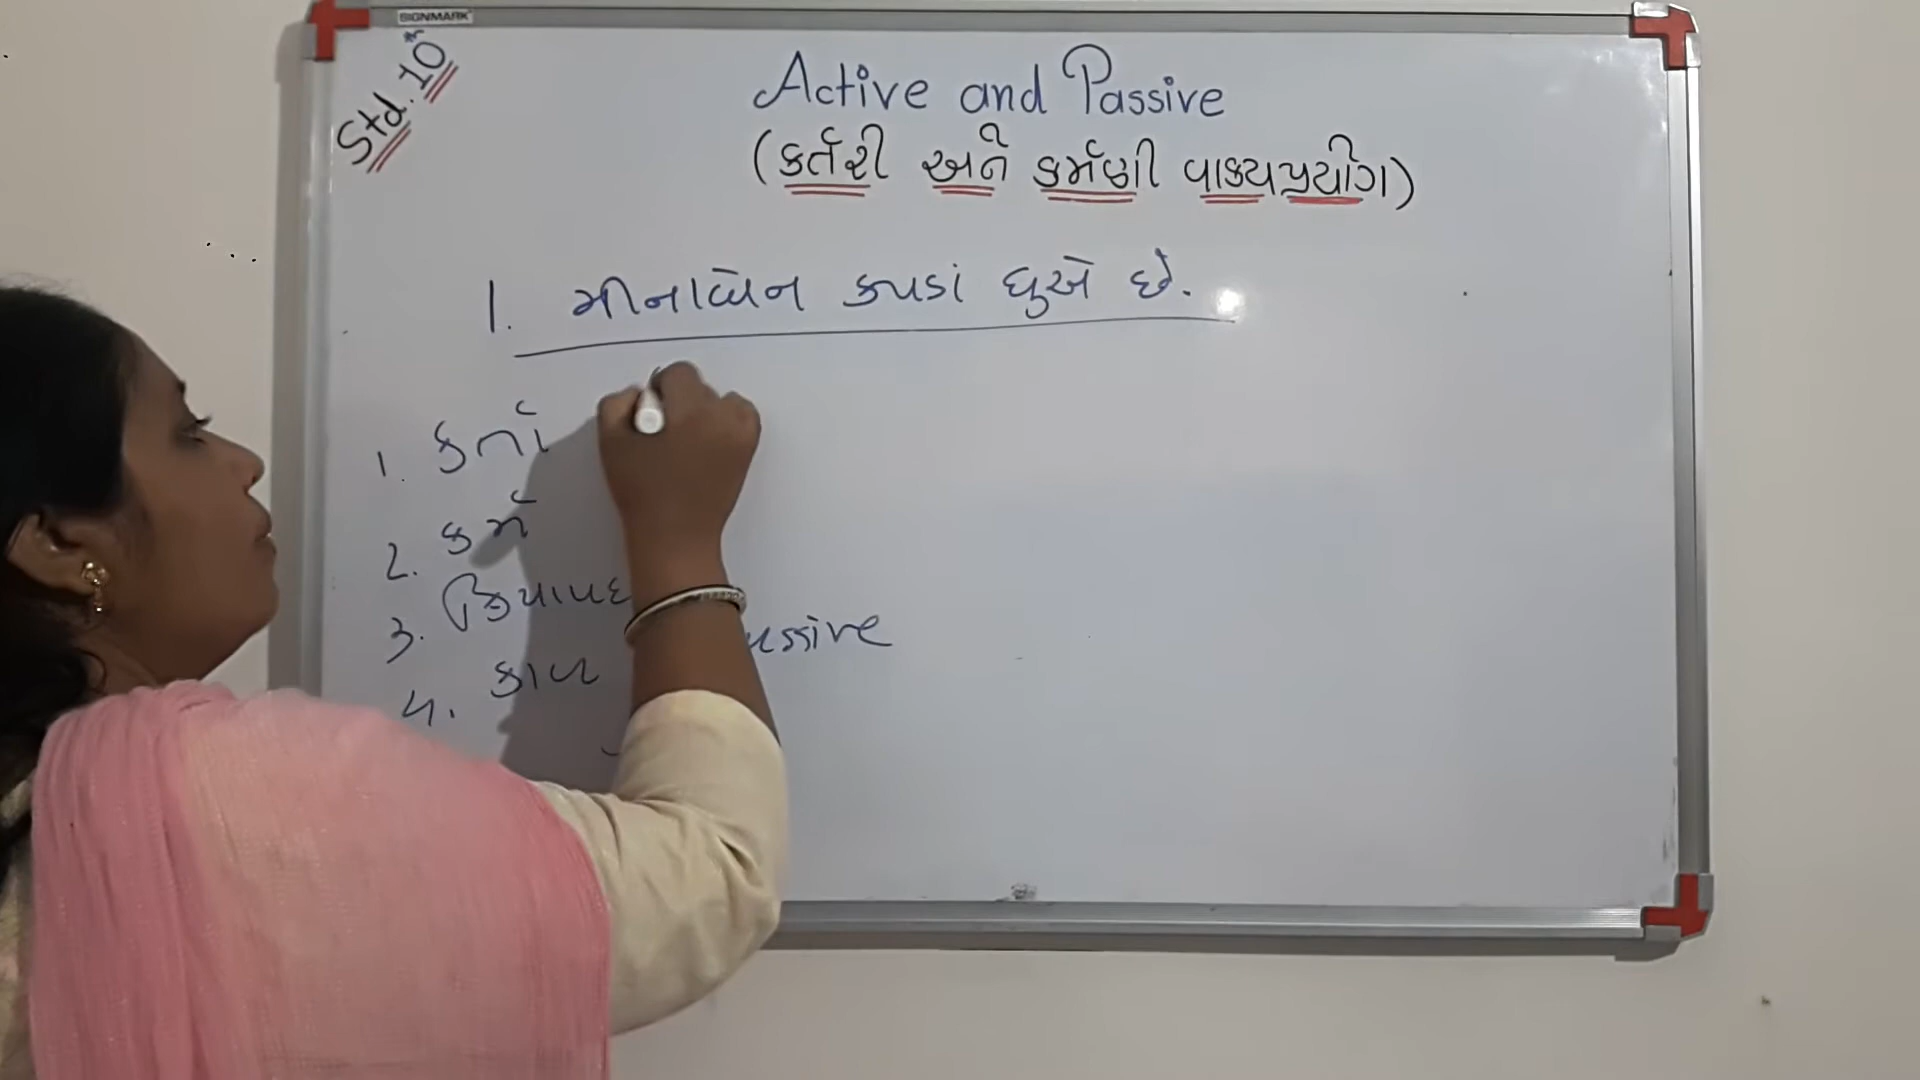 SIGNMARK
Std. 10
Active and Passive
(કર્તરી અને કર્મણી વાક્યપ્રયોગ)
1. મીનાબેન કપડાં ધુએ છે.
1. કર્તા
2. કર્મ
3. ક્રિયાપદ
4. કાળ